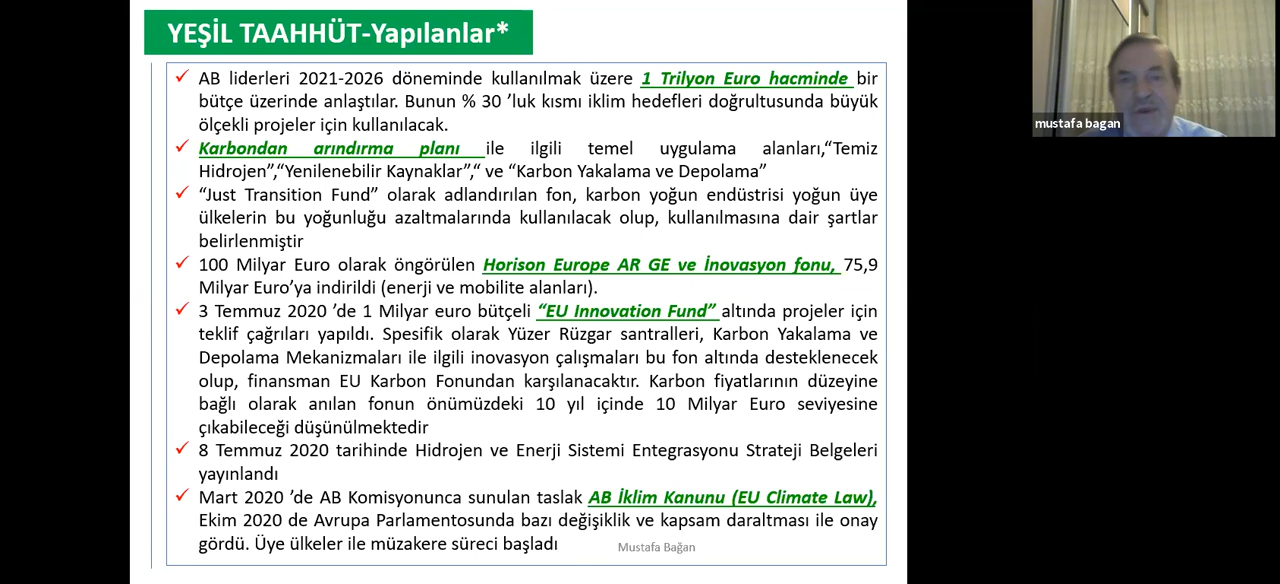 YEŞİL TAAHHÜT-Yapılanlar*
AB liderleri 2021-2026 döneminde kullanılmak üzere 1 Trilyon Euro hacminde bir
bütçe üzerinde anlaştılar. Bunun % 30 ’luk kısmı iklim hedefleri doğrultusunda büyük
ölçekli projeler için kullanılacak.
Karbondan arındırma planı ile ilgili temel uygulama alanları,“Temiz
Hidrojen”,“Yenilenebilir Kaynaklar”,“ ve “Karbon Yakalama ve Depolama”
“Just Transition Fund” olarak adlandırılan fon, karbon yoğun endüstrisi yoğun üye
ülkelerin bu yoğunluğu azaltmalarında kullanılacak olup, kullanılmasına dair şartlar
belirlenmiştir
100 Milyar Euro olarak öngörülen Horison Europe AR GE ve İnovasyon fonu, 75,9
Milyar Euro’ya indirildi (enerji ve mobilite alanları).
3 Temmuz 2020 ’de 1 Milyar euro bütçeli “EU Innovation Fund” altında projeler için
teklif çağrıları yapıldı. Spesifik olarak Yüzer Rüzgar santralleri, Karbon Yakalama ve
Depolama Mekanizmaları ile ilgili inovasyon çalışmaları bu fon altında desteklenecek
olup, finansman EU Karbon Fonundan karşılanacaktır. Karbon fiyatlarının düzeyine
bağlı olarak anılan fonun önümüzdeki 10 yıl içinde 10 Milyar Euro seviyesine
çıkabileceği düşünülmektedir
8 Temmuz 2020 tarihinde Hidrojen ve Enerji Sistemi Entegrasyonu Strateji Belgeleri
yayınlandı
Mart 2020 ’de AB Komisyonunca sunulan taslak AB İklim Kanunu (EU Climate Law),
Ekim 2020 de Avrupa Parlamentosunda bazı değişiklik ve kapsam daraltması ile onay
gördü. Üye ülkeler ile müzakere süreci başladı
Mustafa Bağan
mustafa bagan